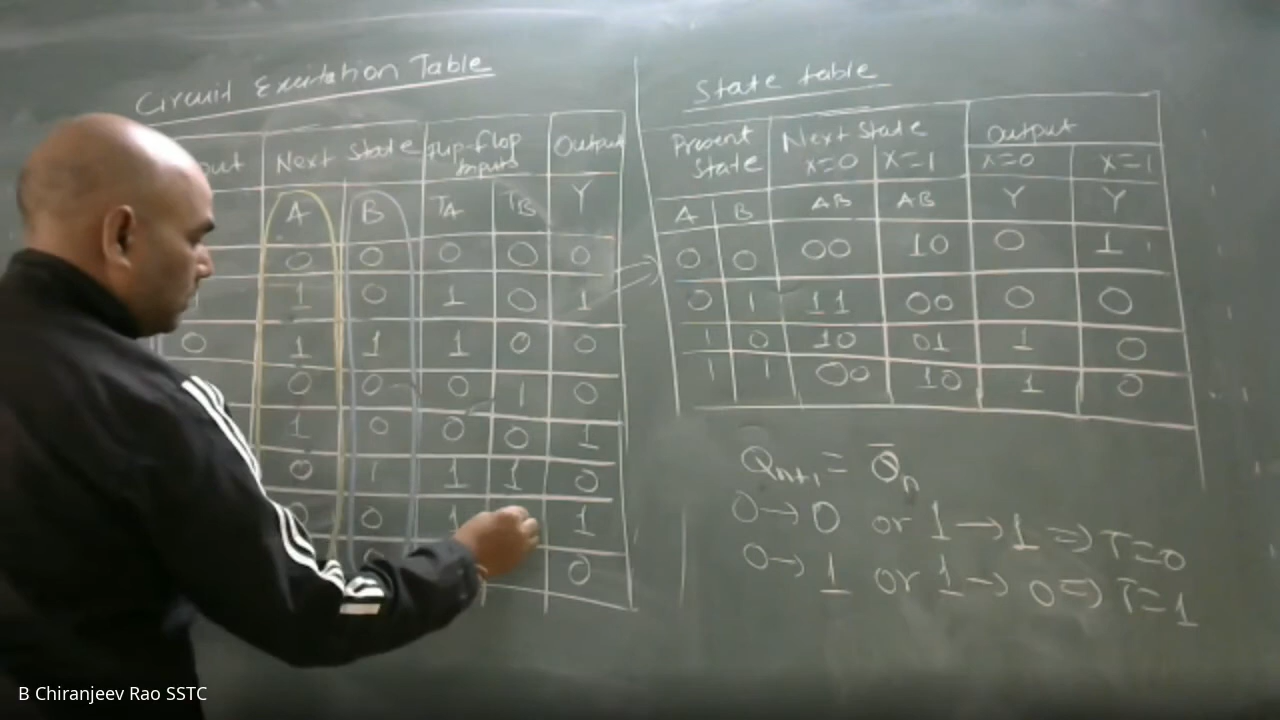 Circuit Excitation Table
put Next State Flip-Flop Inputs Output
A B TA TB Y
0 0 0 0 0
1 0 1 0 1
0 1 1 1 0 0
0 0 0 1 0
1 0 0 0 1
0 1 1 1 0
0 0 1 1
0
State table
Present State Next State Output
x=0 x=1 x=0 x=1
A B AB AB Y Y
0 0 00 10 0 1
0 1 11 00 0 0
1 0 10 01 1 0
1 1 00 10 1 0
Qn+1 = Q̅n
0→0 or 1→1 ⇒ T=0
0→1 or 1→0 ⇒ T=1
B Chiranjeev Rao SSTC